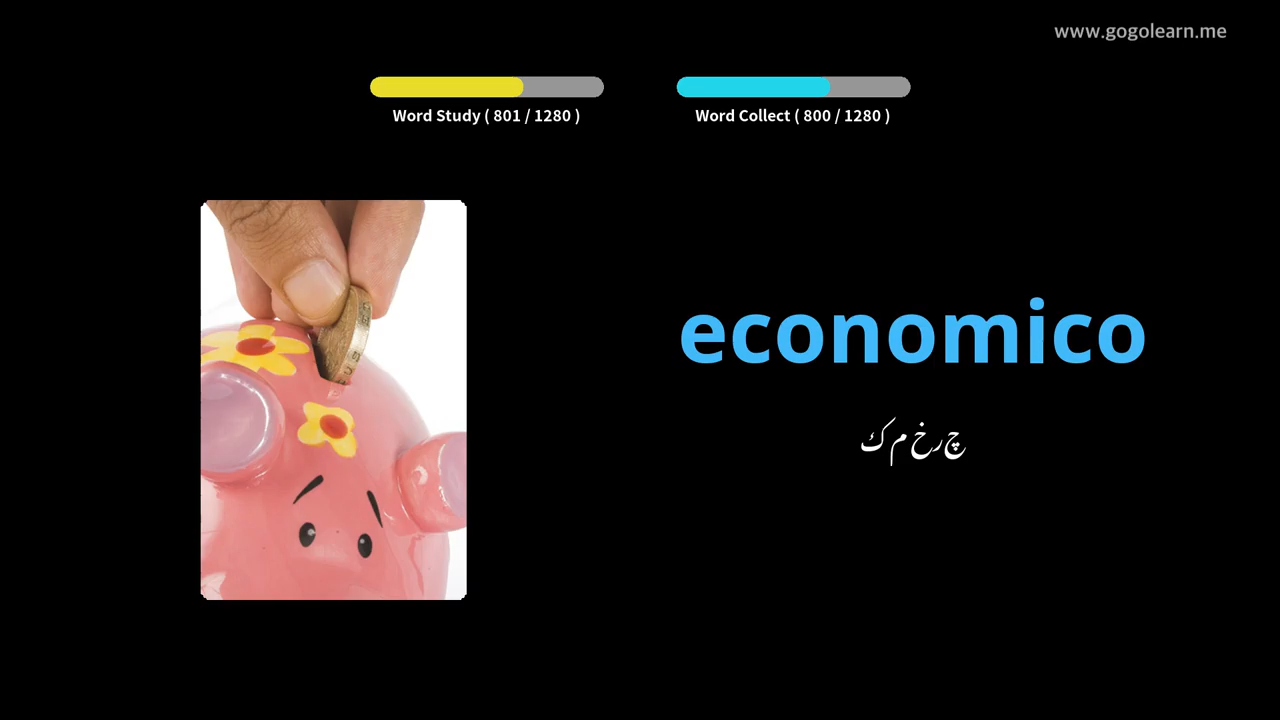 www.gogolearn.me
Word Study ( 801 / 1280 )
Word Collect ( 800 / 1280 )
economico
چ رخ م ك